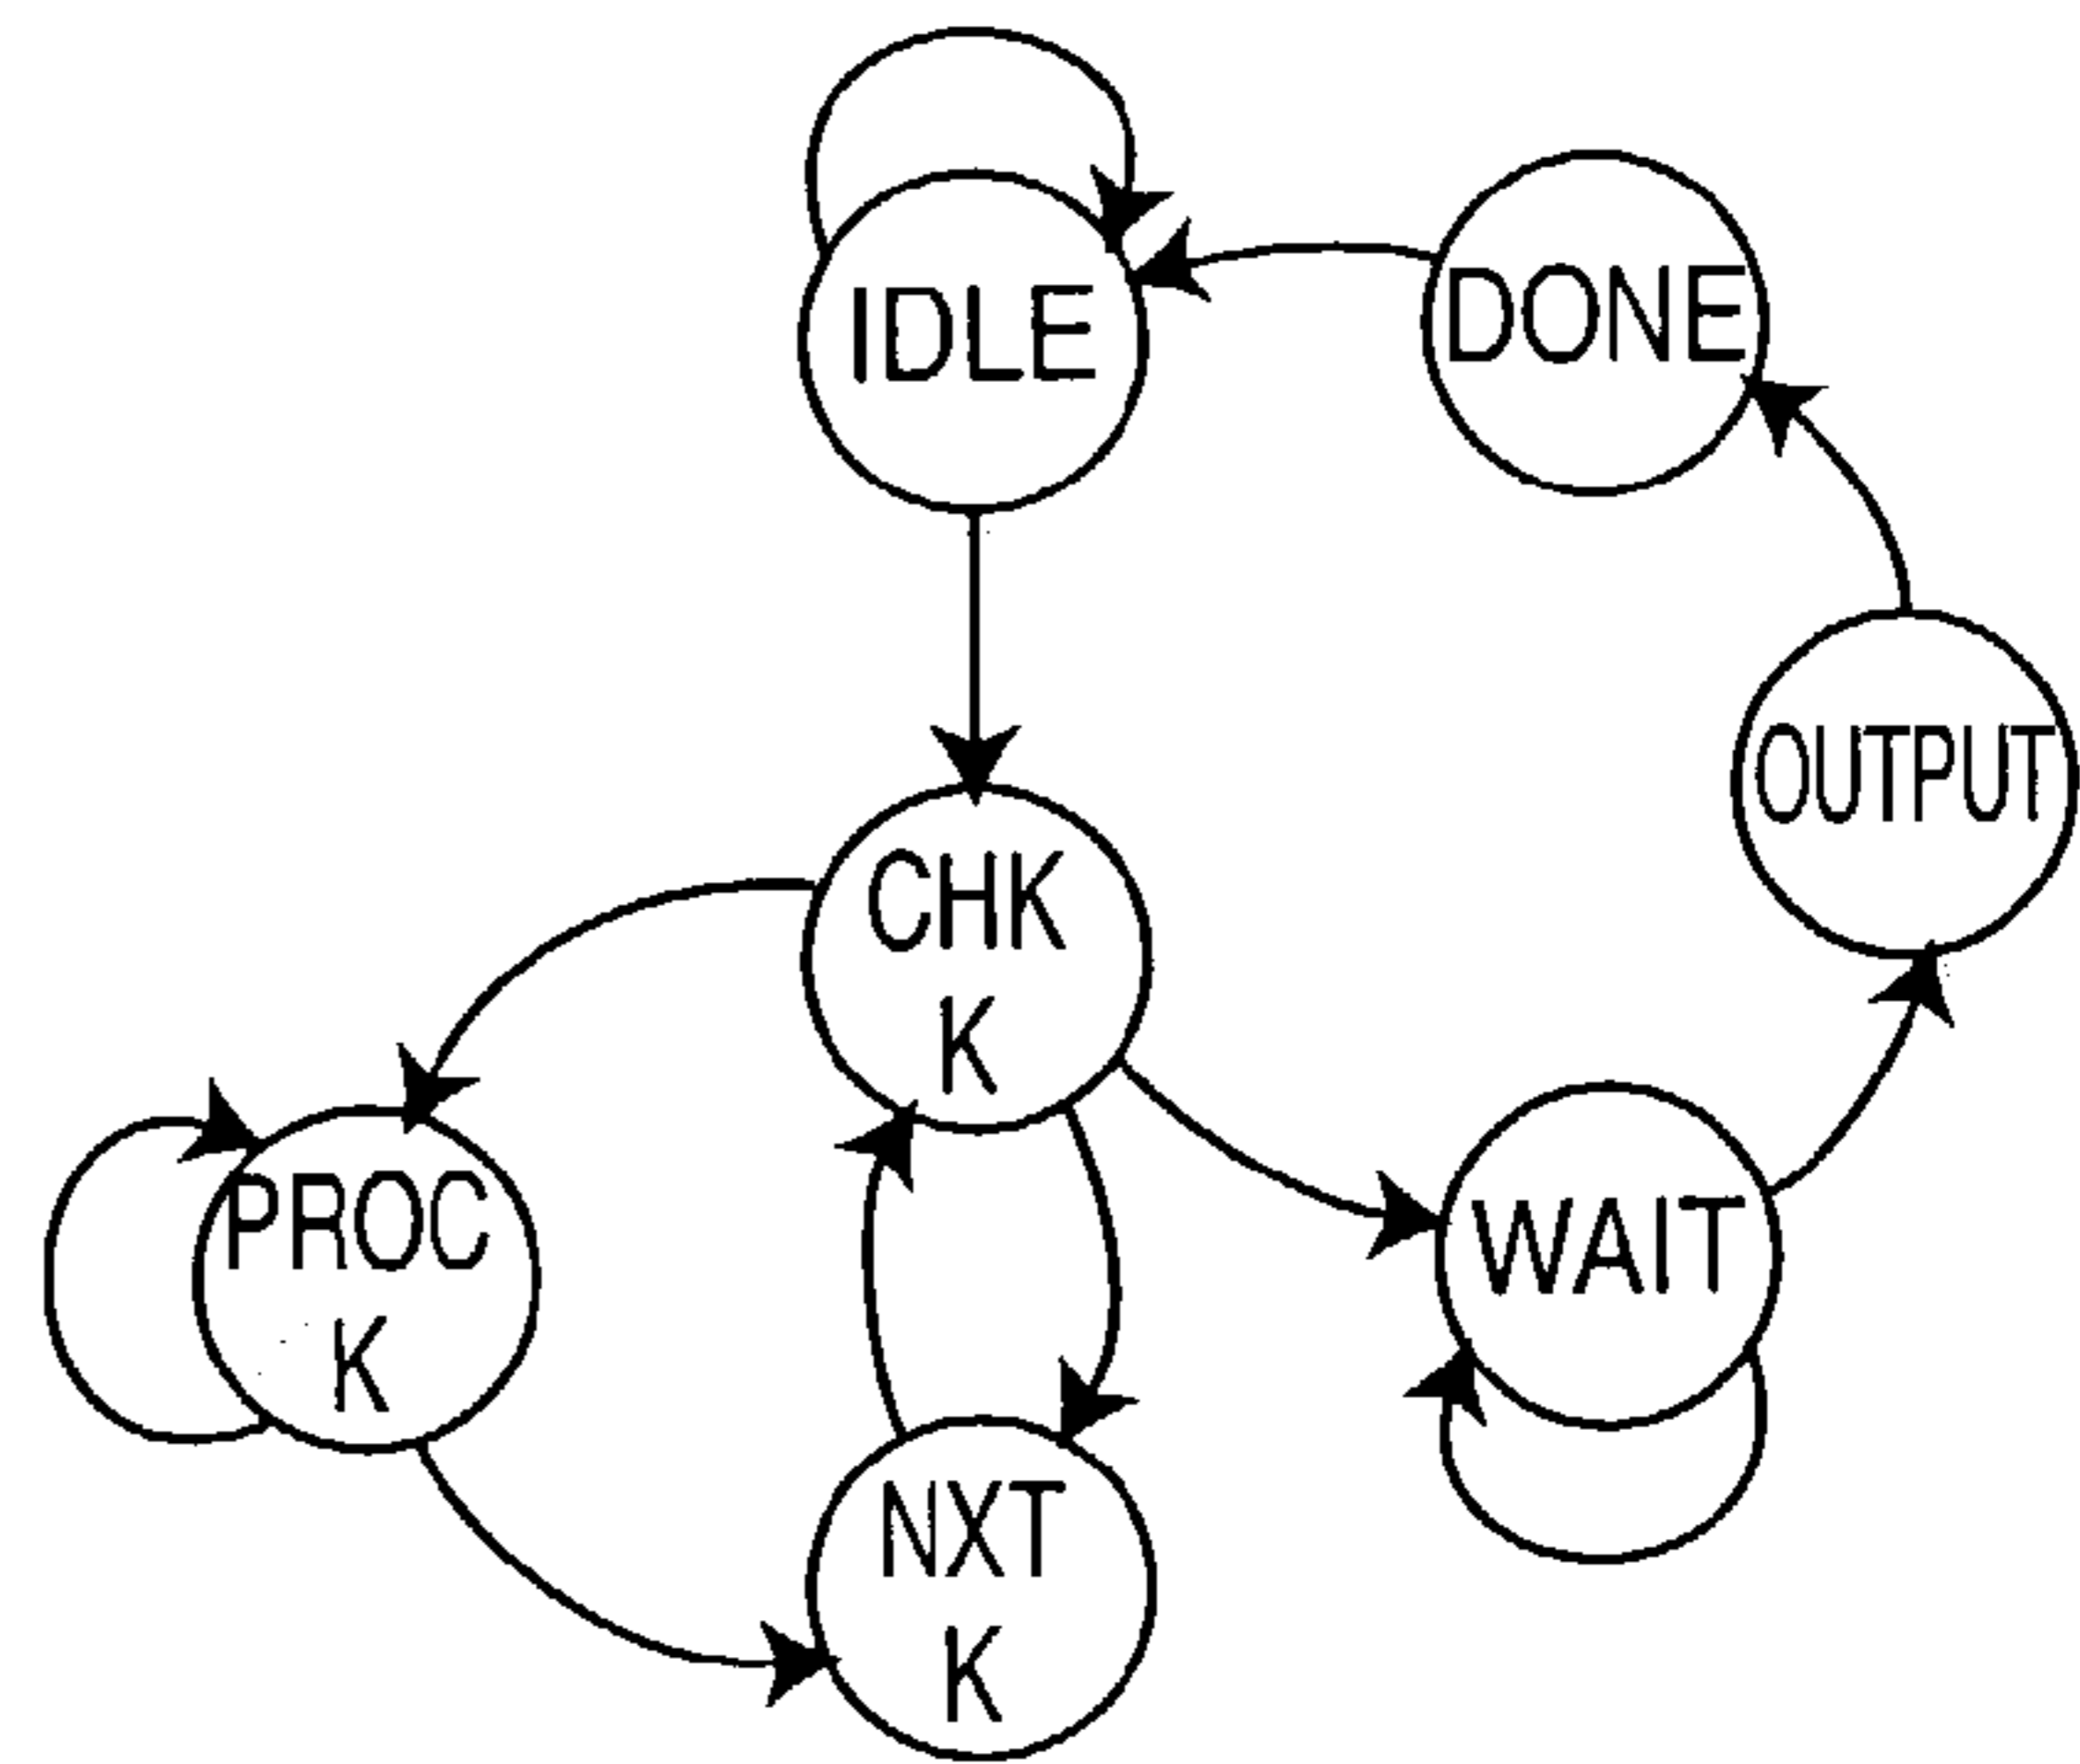 IDLE
DONE
OUTPUT
CHK
K
PROC
K
WAIT
NXT
K